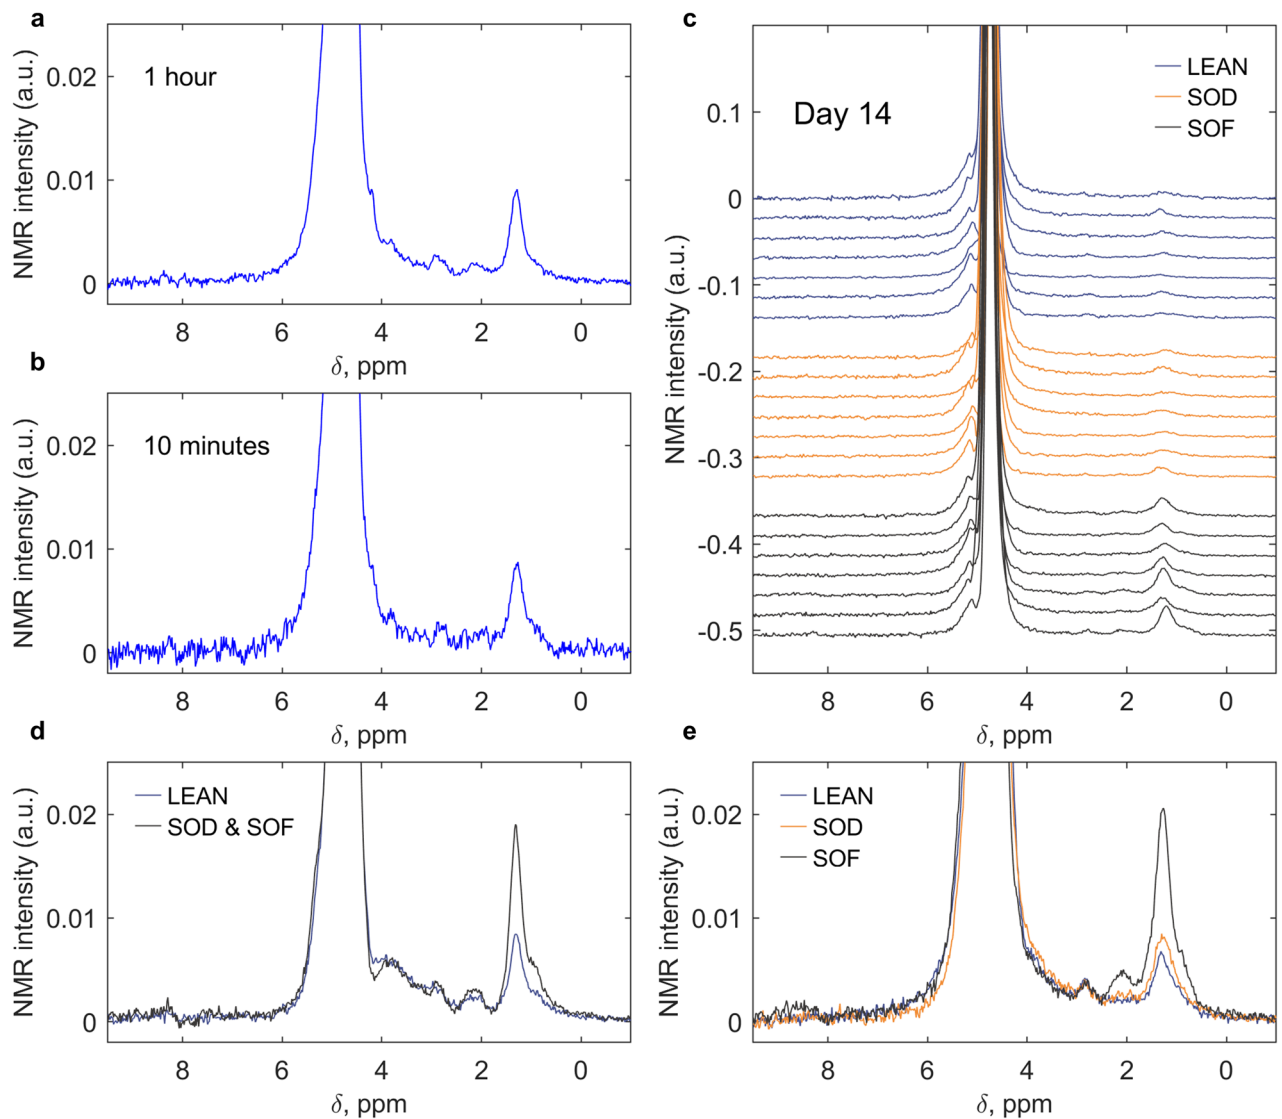 a
NMR intensity (a.u.)
0.02
0.01
0
1 hour
8 6 4 2 0
δ, ppm
b
NMR intensity (a.u.)
0.02
0.01
0
10 minutes
8 6 4 2 0
δ, ppm
c
NMR intensity (a.u.)
0.1
0
-0.1
-0.2
-0.3
-0.4
-0.5
Day 14
LEAN
SOD
SOF
8 6 4 2 0
δ, ppm
d
NMR intensity (a.u.)
0.02
0.01
0
LEAN
SOD & SOF
8 6 4 2 0
δ, ppm
e
NMR intensity (a.u.)
0.02
0.01
0
LEAN
SOD
SOF
8 6 4 2 0
δ, ppm